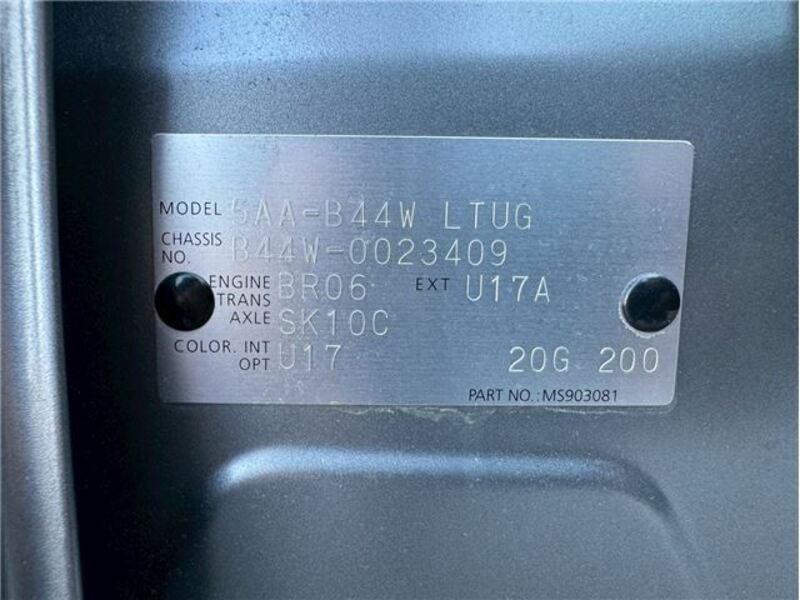 MODEL 5AA-B44W LTUG
CHASSIS NO. B44W-0023409
ENGINE BR06 EXT U17A
TRANS AXLE SK10C
COLOR. INT U17
OPT 20G 200
PART NO.:MS903081